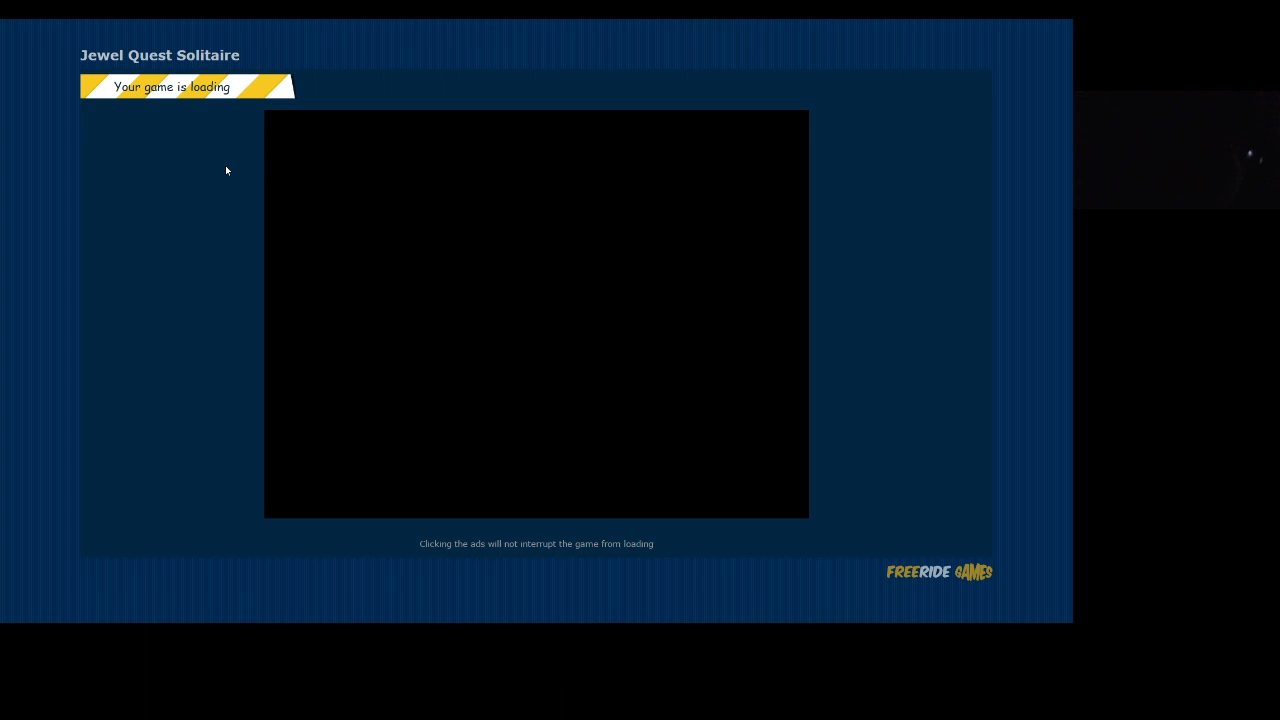 Jewel Quest Solitaire
Your game is loading
Clicking the ads will not interrupt the game from loading
FREERIDE GAMES